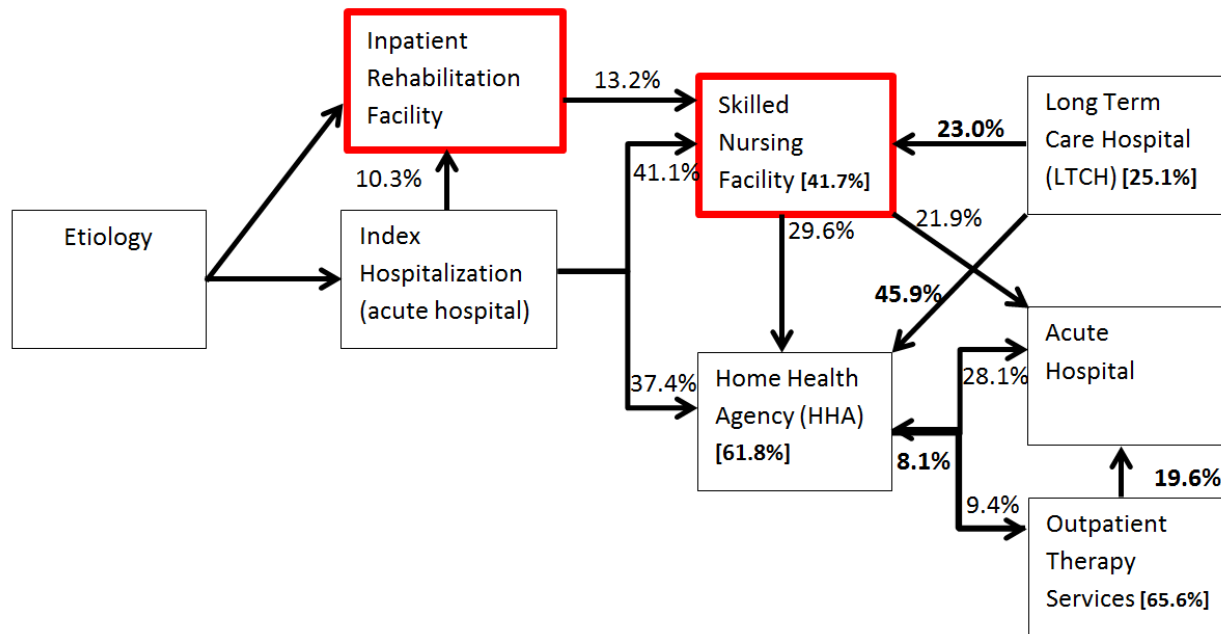 Inpatient
Rehabilitation
Facility
13.2%
Skilled
Nursing
Facility [41.7%]
23.0%
Long Term
Care Hospital
(LTCH) [25.1%]
10.3%
41.1%
Etiology
Index
Hospitalization
(acute hospital)
29.6%
21.9%
45.9%
37.4%
Home Health
Agency (HHA)
[61.8%]
28.1%
Acute
Hospital
8.1%
19.6%
9.4%
Outpatient
Therapy
Services [65.6%]